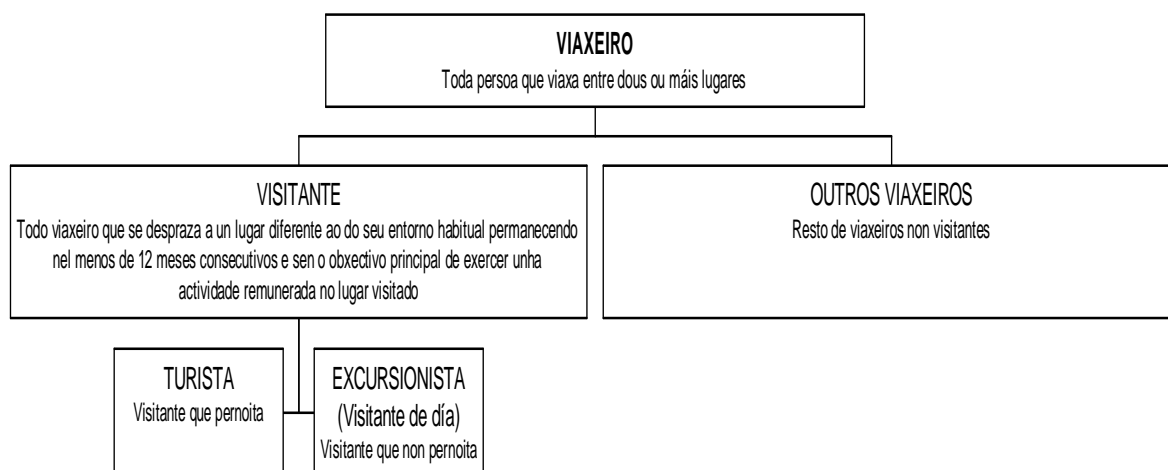 VIAXEIRO
Toda persoa que viaxa entre dous ou máis lugares
VISITANTE
Todo viaxeiro que se despraza a un lugar diferente ao do seu entorno habitual permanecendo
nel menos de 12 meses consecutivos e sen o obxectivo principal de exercer unha
actividade remunerada no lugar visitado
OUTROS VIAXEIROS
Resto de viaxeiros non visitantes
TURISTA
Visitante que pernoita
EXCURSIONISTA
(Visitante de día)
Visitante que non pernoita